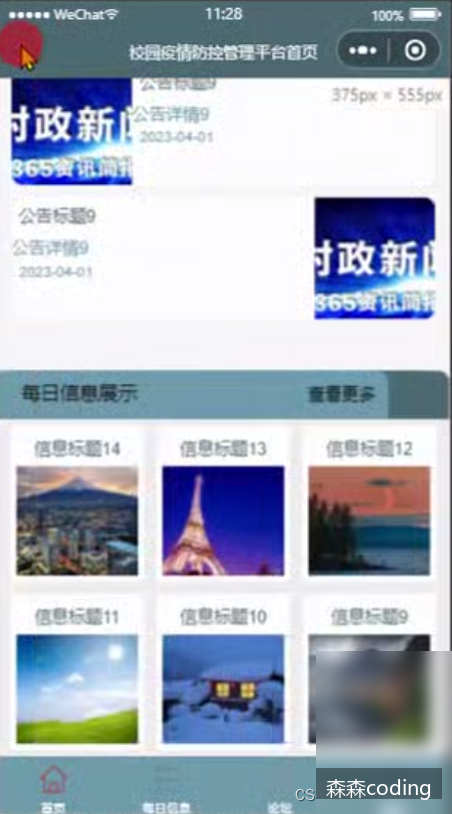 WeChat 11:28 100%
校园疫情防控管理平台首页
375px × 555px
公告标题9
公告详情9
2023-04-01
时政新闻
365资讯简报
公告标题9
公告详情9
2023-04-01
时政新闻
365资讯简报
每日信息展示 查看更多
信息标题14 信息标题13 信息标题12
信息标题11 信息标题10 信息标题9
首页 每日信息 论坛
CS
森森coding